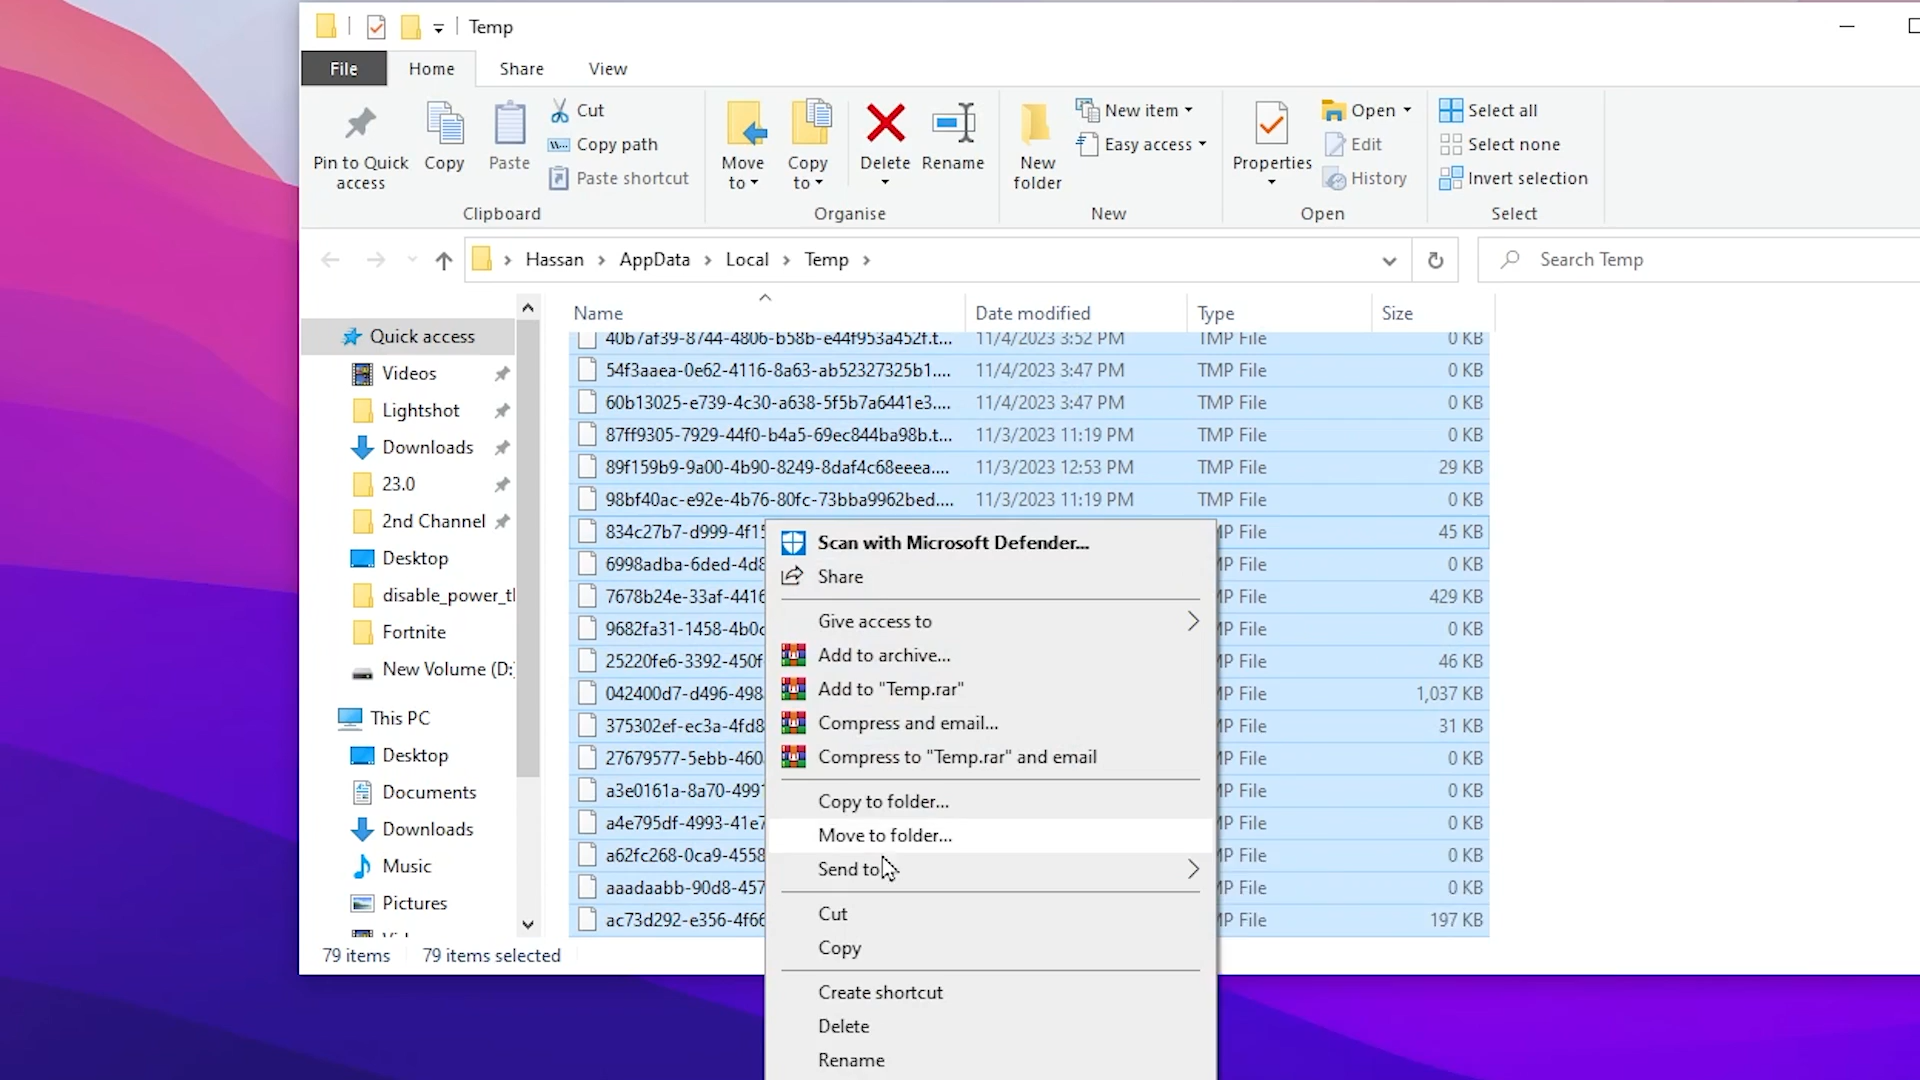 Temp
File Home Share View
Pin to Quick access
Copy
Paste
Cut
Copy path
Paste shortcut
Move to
Copy to
Delete
Rename
New folder
New item
Easy access
Properties
Open
Edit
History
Select all
Select none
Invert selection
Clipboard Organise New Open Select
Hassan > AppData > Local > Temp >
Search Temp
Name Date modified Type Size
Quick access
Videos
Lightshot
Downloads
23.0
2nd Channel
Desktop
disable_power_tl
Fortnite
New Volume (D:
This PC
Desktop
Documents
Downloads
Music
Pictures
40b7af39-8744-4806-b58b-e44f953a452f.t... 11/4/2023 3:52 PM TMP File 0 KB
54f3aaea-0e62-4116-8a63-ab52327325b1.... 11/4/2023 3:47 PM TMP File 0 KB
60b13025-e739-4c30-a638-5f5b7a6441e3.... 11/4/2023 3:47 PM TMP File 0 KB
87ff9305-7929-44f0-b4a5-69ec844ba98b.t... 11/3/2023 11:19 PM TMP File 0 KB
89f159b9-9a00-4b90-8249-8daf4c68eeea.... 11/3/2023 12:53 PM TMP File 29 KB
98bf40ac-e92e-4b76-80fc-73bba9962bed.... 11/3/2023 11:19 PM TMP File 0 KB
834c27b7-d999-4f15 MP File 45 KB
6998adba-6ded-4d8 MP File 0 KB
7678b24e-33af-4416 MP File 429 KB
9682fa31-1458-4b0c MP File 0 KB
25220fe6-3392-450f MP File 46 KB
042400d7-d496-498 MP File 1,037 KB
375302ef-ec3a-4fd8 MP File 31 KB
27679577-5ebb-460 MP File 0 KB
a3e0161a-8a70-4991 MP File 0 KB
a4e795df-4993-41e7 MP File 0 KB
a62fc268-0ca9-4558 MP File 0 KB
aaadaabb-90d8-457 MP File 0 KB
ac73d292-e356-4f66 MP File 197 KB
Scan with Microsoft Defender...
Share
Give access to
Add to archive...
Add to "Temp.rar"
Compress and email...
Compress to "Temp.rar" and email
Copy to folder...
Move to folder...
Send to
Cut
Copy
Create shortcut
Delete
Rename
79 items 79 items selected